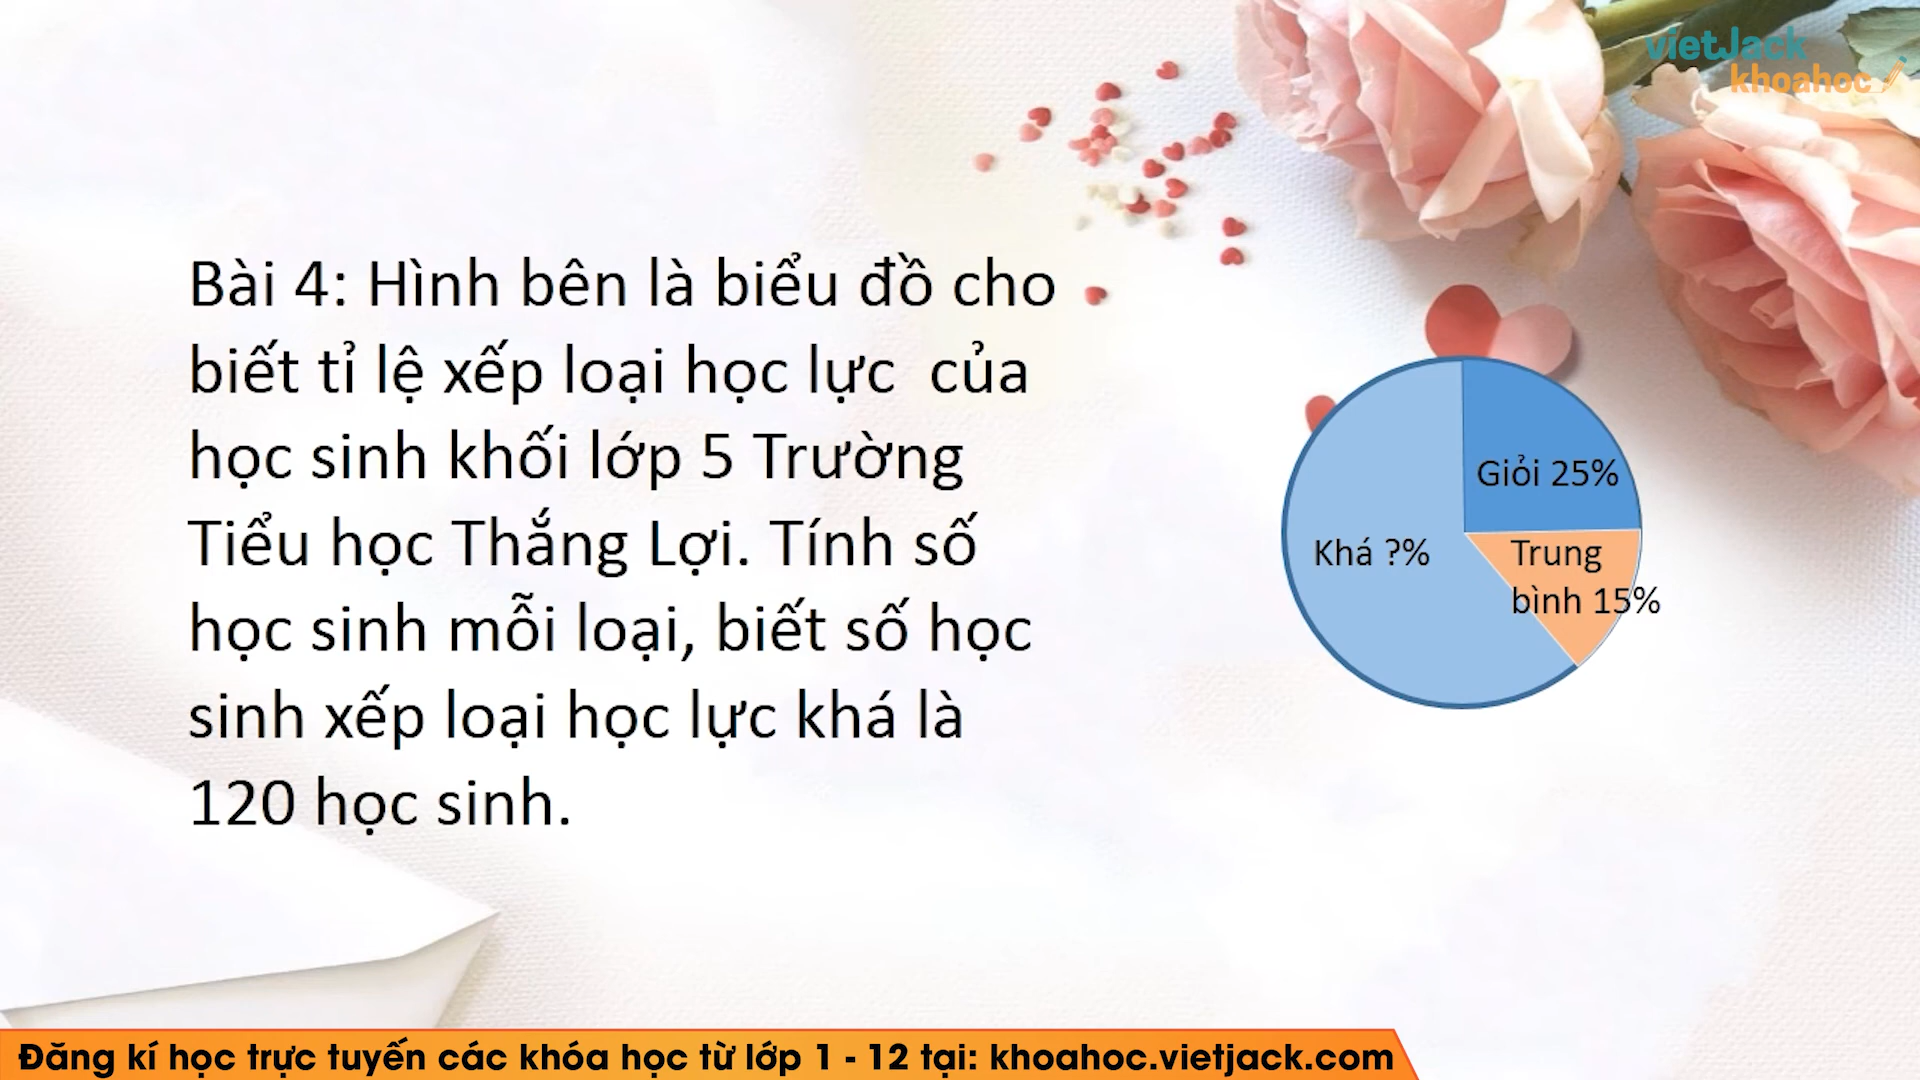 vietJack
khoahoc
Bài 4: Hình bên là biểu đồ cho
biết tỉ lệ xếp loại học lực của
học sinh khối lớp 5 Trường
Tiểu học Thắng Lợi. Tính số
học sinh mỗi loại, biết số học
sinh xếp loại học lực khá là
120 học sinh.
Giỏi 25%
Khá ?%
Trung
bình 15%
Đăng kí học trực tuyến các khóa học từ lớp 1 - 12 tại: khoahoc.vietjack.com